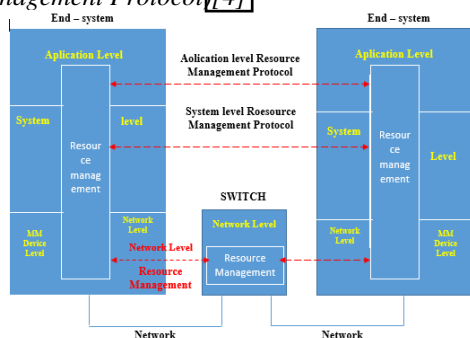 nagement Protocol [4]
End – system
End – system
Aplication Level
Aplication Level
Aolication level Resource
Management Protocol
System
level
System level Roesource
Management Protocol
System
Level
Resour
ce
manag
ement
Resour
ce
manag
ement
SWITCH
MM
Device
Level
Network
Level
Network Level
Network
Level
MM
Device
Level
Network Level
Resource
Management
Resource
Management
Network
Network